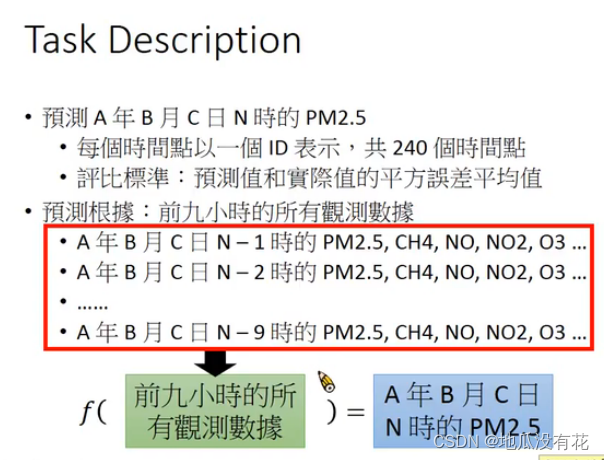 Task Description
• 預測 A 年 B 月 C 日 N 時的 PM2.5
• 每個時間點以一個 ID 表示，共 240 個時間點
• 評比標準：預測值和實際值的平方誤差平均值
• 預測根據：前九小時的所有觀測數據
• A 年 B 月 C 日 N – 1 時的 PM2.5, CH4, NO, NO2, O3 ...
• A 年 B 月 C 日 N – 2 時的 PM2.5, CH4, NO, NO2, O3 ...
• ......
• A 年 B 月 C 日 N – 9 時的 PM2.5, CH4, NO, NO2, O3 ...
f( 前九小時的所
有觀測數據 ) =
A 年 B 月 C 日
N 時的 PM2.5
CSDN @地瓜没有花